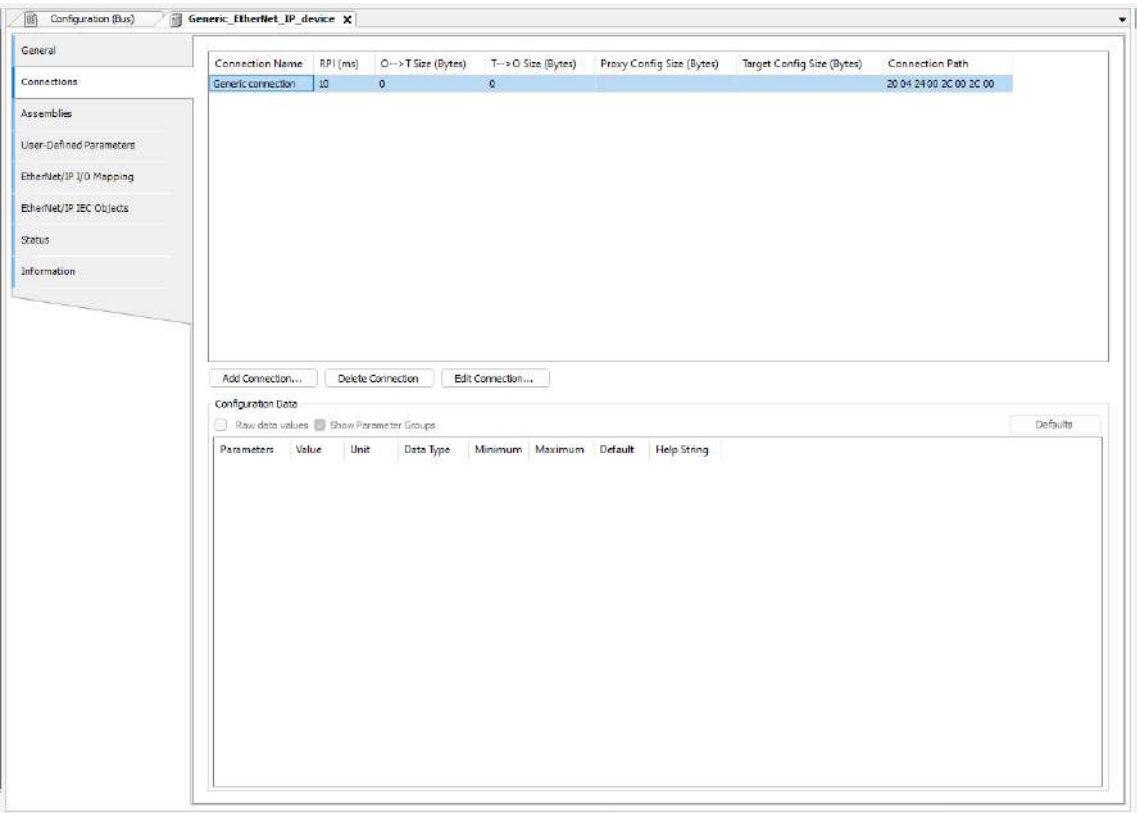 Configuration (Bus) Generic_EtherNet_IP_device X
General
Connections
Assemblies
User-Defined Parameters
EtherNet/IP I/O Mapping
EtherNet/IP IEC Objects
Status
Information
Connection Name RPI (ms) O-->T Size (Bytes) T-->O Size (Bytes) Proxy Config Size (Bytes) Target Config Size (Bytes) Connection Path
Generic connection 10 0 0 20 04 24 00 2C 00 2C 00
Add Connection... Delete Connection Edit Connection...
Configuration Data
Raw data values Show Parameter Groups Defaults
Parameters Value Unit Data Type Minimum Maximum Default Help String